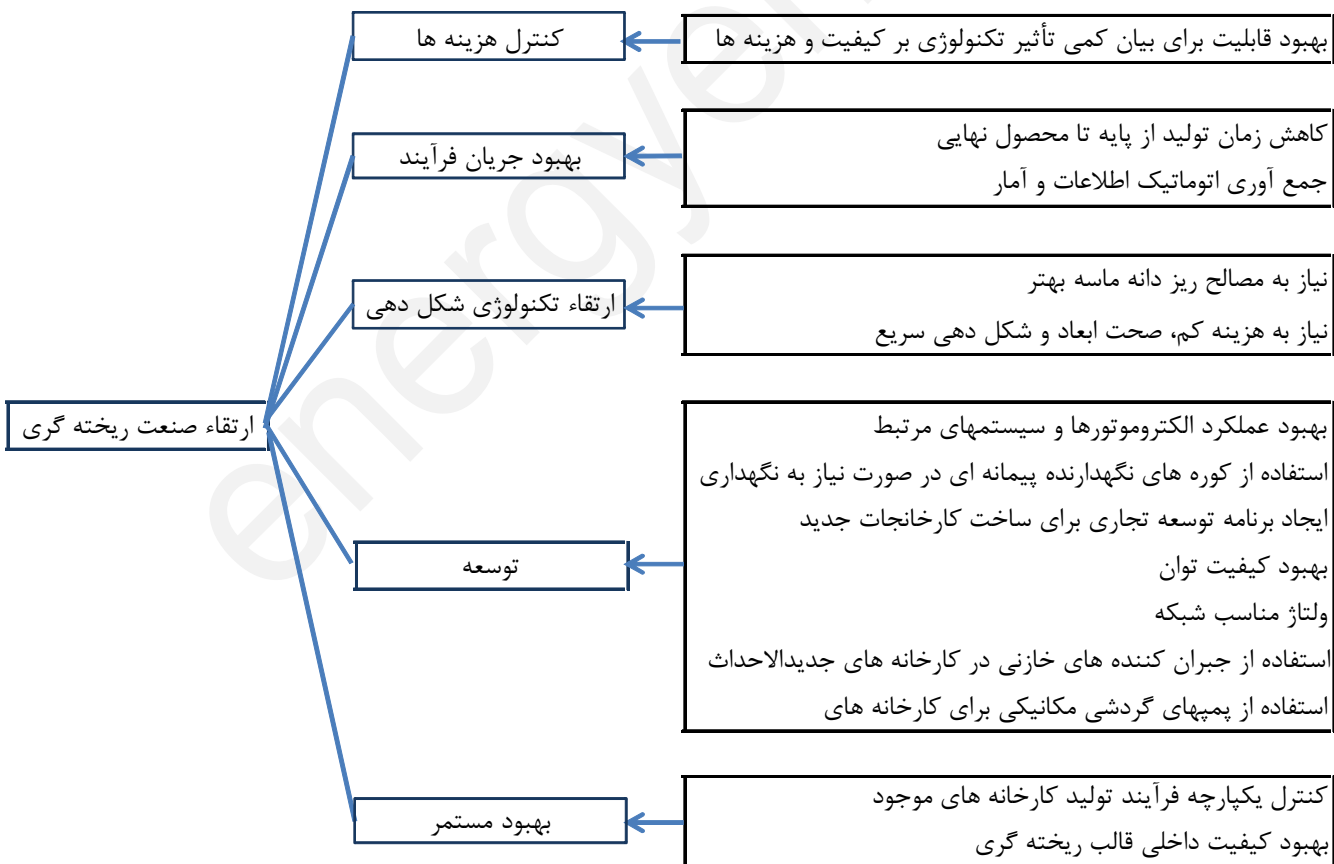 کنترل هزینه ها
بهبود قابلیت برای بیان کمی تأثیر تکنولوژی بر کیفیت و هزینه ها
بهبود جریان فرآیند
کاهش زمان تولید از پایه تا محصول نهایی
جمع آوری اتوماتیک اطلاعات و آمار
ارتقاء تکنولوژی شکل دهی
نیاز به مصالح ریز دانه ماسه بهتر
نیاز به هزینه کم، صحت ابعاد و شکل دهی سریع
ارتقاء صنعت ریخته گری
توسعه
بهبود عملکرد الکتروموتورها و سیستمهای مرتبط
استفاده از کوره های نگهدارنده پیمانه ای در صورت نیاز به نگهداری
ایجاد برنامه توسعه تجاری برای ساخت کارخانجات جدید
بهبود کیفیت توان
ولتاژ مناسب شبکه
استفاده از جبران کننده های خازنی در کارخانه های جدیدالاحداث
استفاده از پمپهای گردشی مکانیکی برای کارخانه های
بهبود مستمر
کنترل یکپارچه فرآیند تولید کارخانه های موجود
بهبود کیفیت داخلی قالب ریخته گری